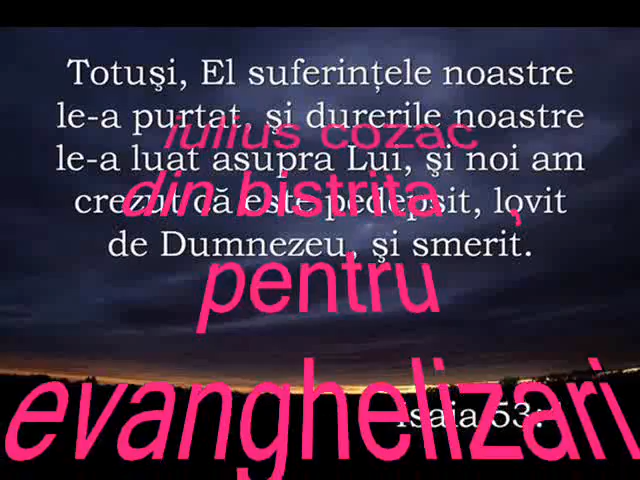 Totuşi, El suferinţele noastre
le-a purtat, şi durerile noastre
le-a luat asupra Lui, şi noi am
crezut că este pedepsit, lovit
de Dumnezeu, şi smerit.
Isaia 53:
iulius cozac
din bistrita,
pentru
evanghelizari